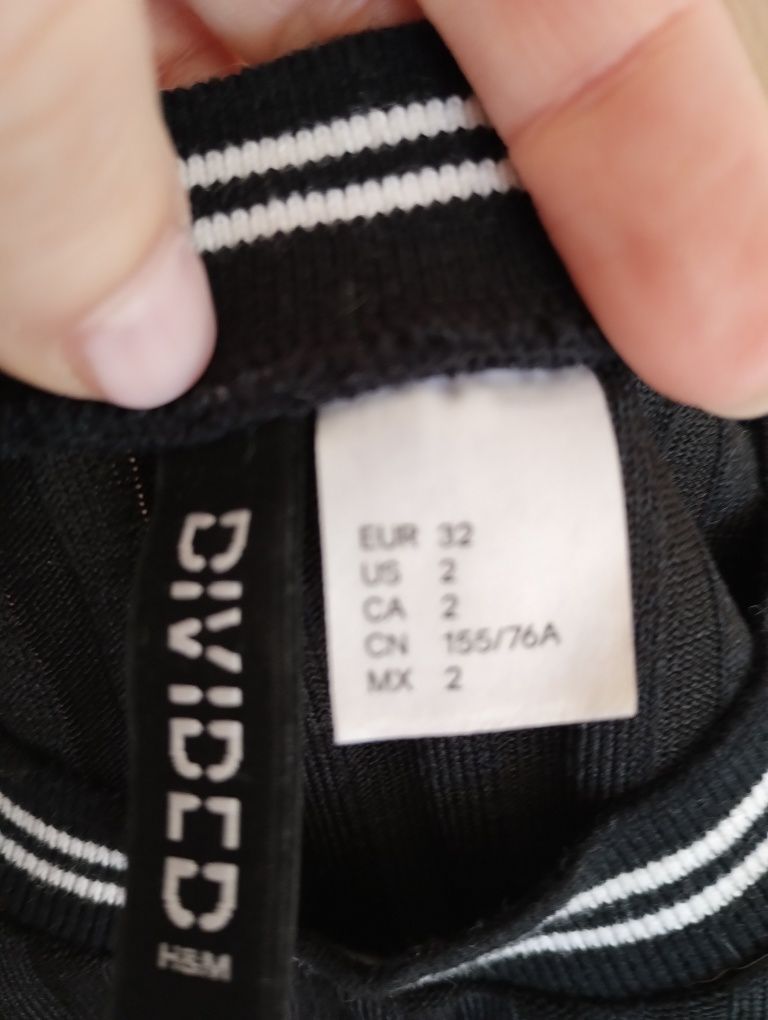 DIVIDED
H&M
EUR 32
US 2
CA 2
CN 155/76A
MX 2